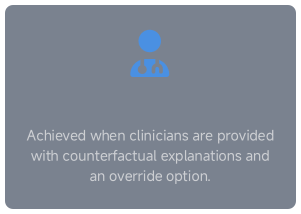 Achieved when clinicians are provided
with counterfactual explanations and
an override option.